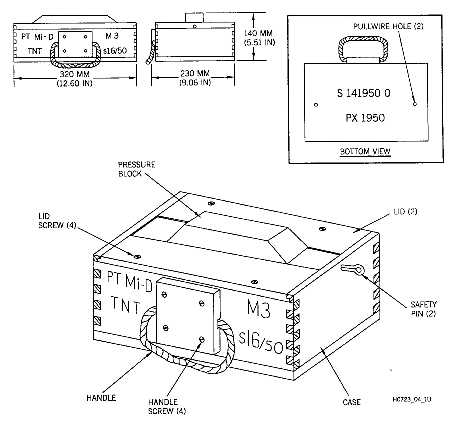 PT Mi-D M 3
TNT s16/50
320 MM
(12.60 IN)
230 MM
(9.06 IN)
140 MM
(5.51 IN)
PULLWIRE HOLE (2)
S 141950 0
PX 1950
BOTTOM VIEW
PRESSURE
BLOCK
LID
SCREW (4)
LID (2)
PT Mi-D
TNT
M3
s16/50
SAFETY
PIN (2)
HANDLE
HANDLE
SCREW (4)
CASE
H0723_04_1U